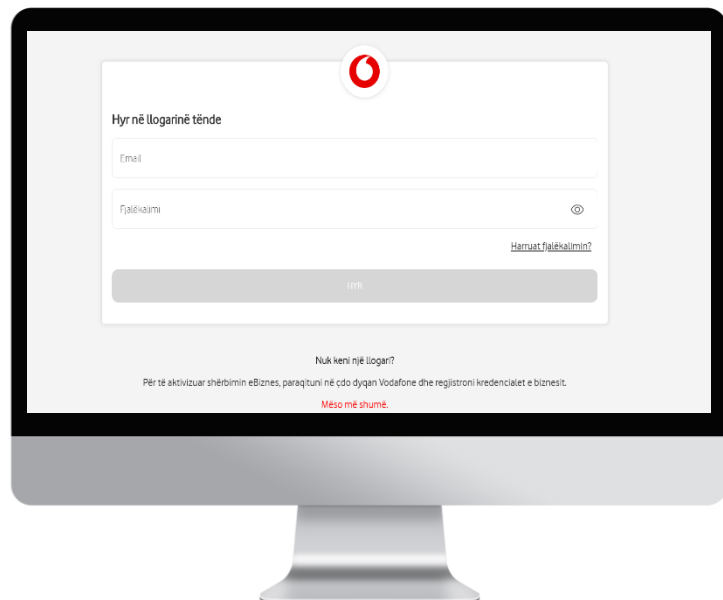 Hyr në llogarinë tënde
Email
Fjalëkalimi
Harruat fjalëkalimin?
HYR
Nuk keni një llogari?
Për të aktivizuar shërbimin eBiznes, paraqituni në çdo dyqan Vodafone dhe regjistroni kredencialet e biznesit.
Mëso më shumë.